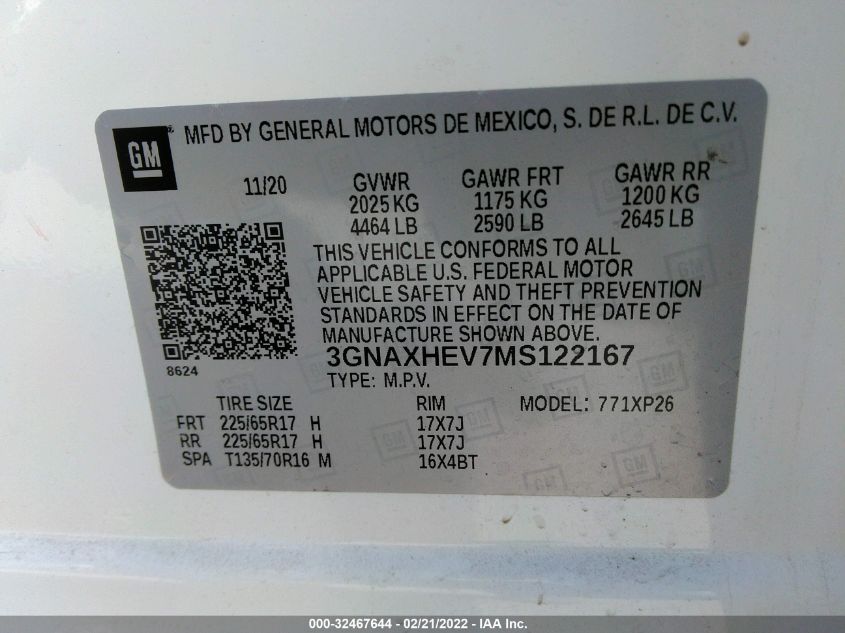 GM
MFD BY GENERAL MOTORS DE MEXICO, S. DE R.L. DE C.V.
11/20 GVWR GAWR FRT GAWR RR
2025 KG 1175 KG 1200 KG
4464 LB 2590 LB 2645 LB
THIS VEHICLE CONFORMS TO ALL
APPLICABLE U.S. FEDERAL MOTOR
VEHICLE SAFETY AND THEFT PREVENTION
STANDARDS IN EFFECT ON THE DATE OF
MANUFACTURE SHOWN ABOVE.
8624
3GNAXHEV7MS122167
TYPE: M.P.V.
TIRE SIZE RIM MODEL: 771XP26
FRT 225/65R17 H 17X7J
RR 225/65R17 H 17X7J
SPA T135/70R16 M 16X4BT
000-32467644 - 02/21/2022 - IAA Inc.